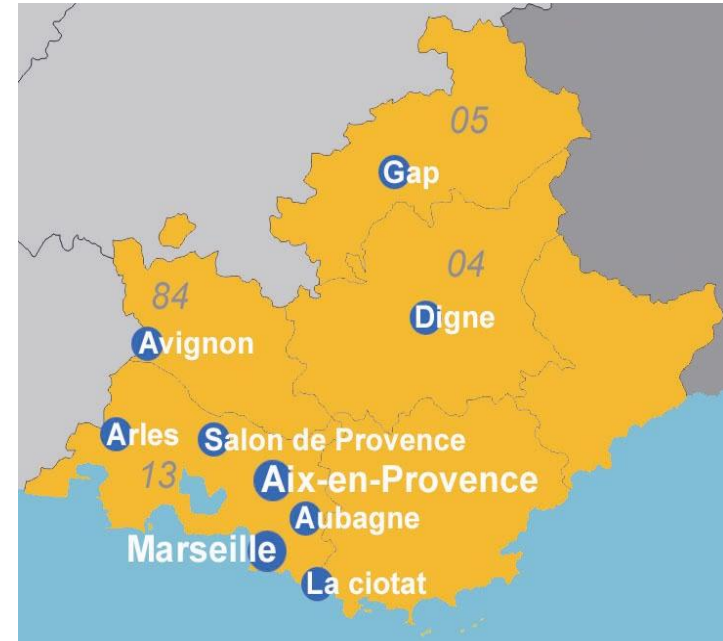 05
Gap
04
84
Digne
Avignon
Arles
Salon de Provence
13
Aix-en-Provence
Aubagne
Marseille
La ciotat